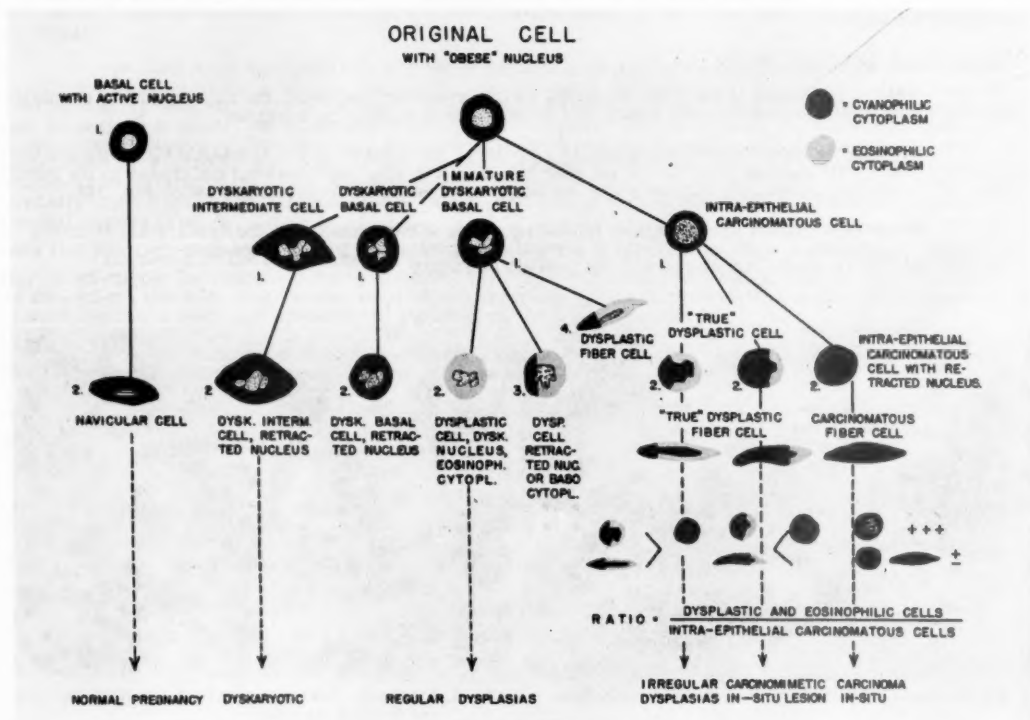 ORIGINAL CELL
WITH "OBESE" NUCLEUS
BASAL CELL
WITH ACTIVE NUCLEUS
1.
= CYANOPHILIC
CYTOPLASM
= EOSINOPHILIC
CYTOPLASM
DYSKARYOTIC
INTERMEDIATE CELL
1.
DYSKARYOTIC
BASAL CELL
1.
IMMATURE
DYSKARYOTIC
BASAL CELL
1.
INTRA-EPITHELIAL
CARCINOMATOUS CELL
1.
4. DYSPLASTIC
FIBER CELL
"TRUE"
DYSPLASTIC CELL
INTRA-EPITHELIAL
CARCINOMATOUS
CELL WITH RE-
TRACTED NUCLEUS.
2.
NAVICULAR CELL
2.
DYSK. INTERM.
CELL, RETRAC-
TED NUCLEUS
2.
DYSK. BASAL
CELL, RETRAC-
TED NUCLEUS
2.
DYSPLASTIC
CELL, DYSK.
NUCLEUS,
EOSINOPH.
CYTOPL.
3.
DYSP.
CELL
RETRAC-
TED NUC.
OR BASO
CYTOPL.
2.
2.
2.
"TRUE" DYSPLASTIC
FIBER CELL
CARCINOMATOUS
FIBER CELL
> < +++
±
RATIO = DYSPLASTIC AND EOSINOPHILIC CELLS
INTRA-EPITHELIAL CARCINOMATOUS CELLS
NORMAL PREGNANCY
DYSKARYOTIC
REGULAR DYSPLASIAS
IRREGULAR
DYSPLASIAS
CARCINOMIMETIC
IN-SITU LESION
CARCINOMA
IN-SITU